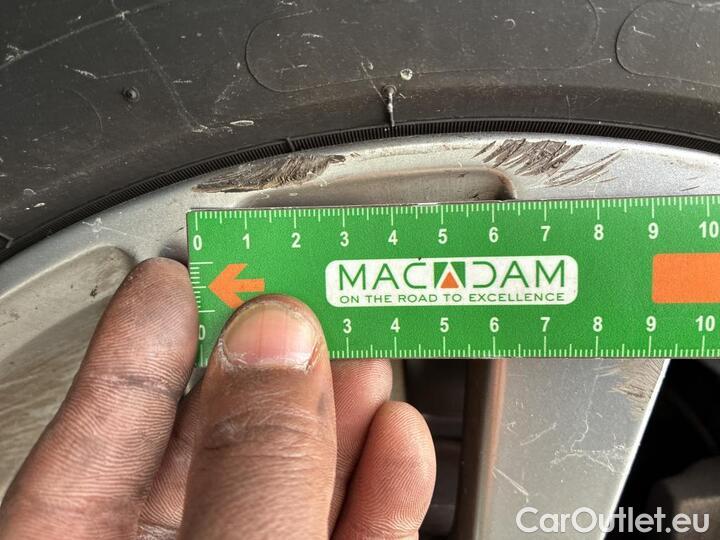 0 1 2 3 4 5 6 7 8 9 10
MACADAM
ON THE ROAD TO EXCELLENCE
0 3 4 5 6 7 8 9 10
CarOutlet.eu